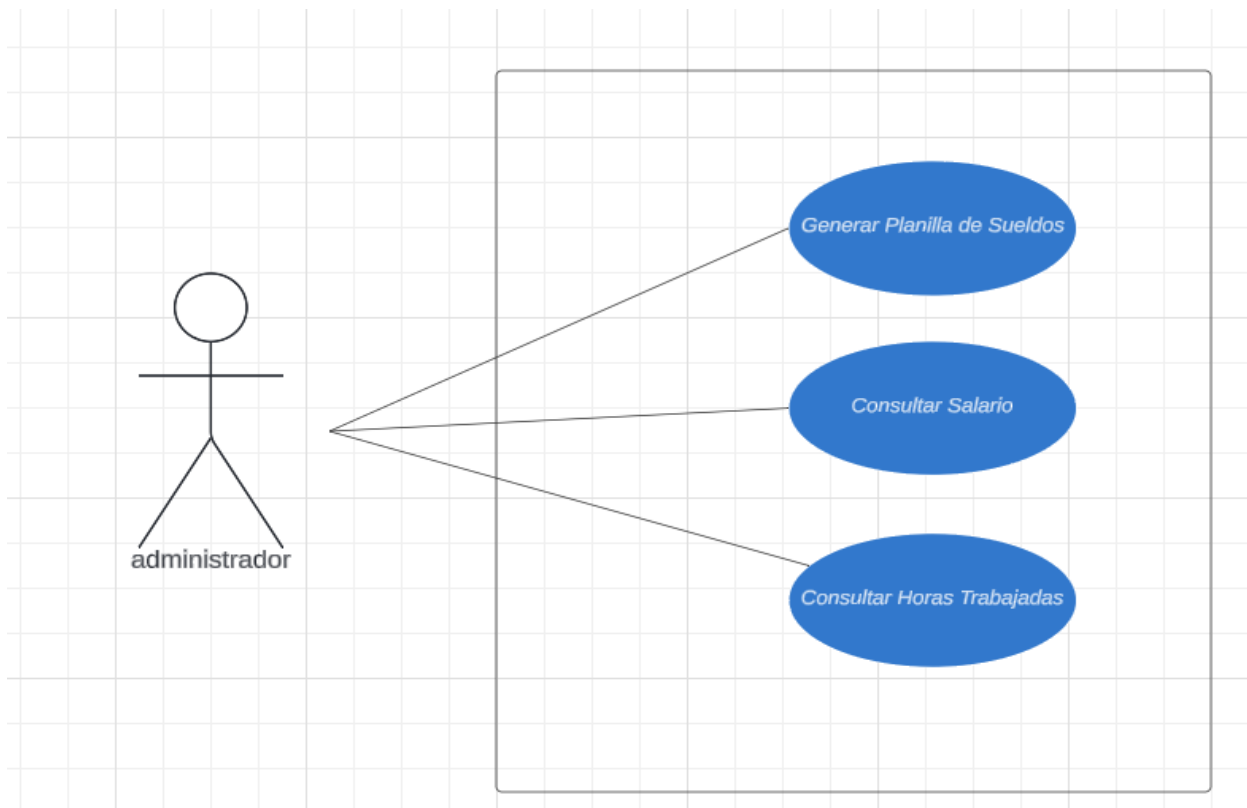 Generar Planilla de Sueldos
Consultar Salario
administrador
Consultar Horas Trabajadas